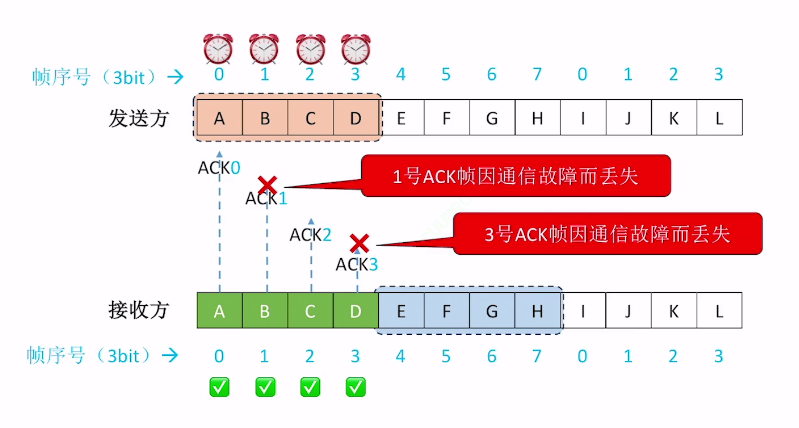 帧序号（3bit）→ 0 1 2 3 4 5 6 7 0 1 2 3
发送方 A B C D E F G H I J K L
ACK0
1号ACK帧因通信故障而丢失
ACK1
ACK2
3号ACK帧因通信故障而丢失
ACK3
接收方 A B C D E F G H I J K L
帧序号（3bit）→ 0 1 2 3 4 5 6 7 0 1 2 3